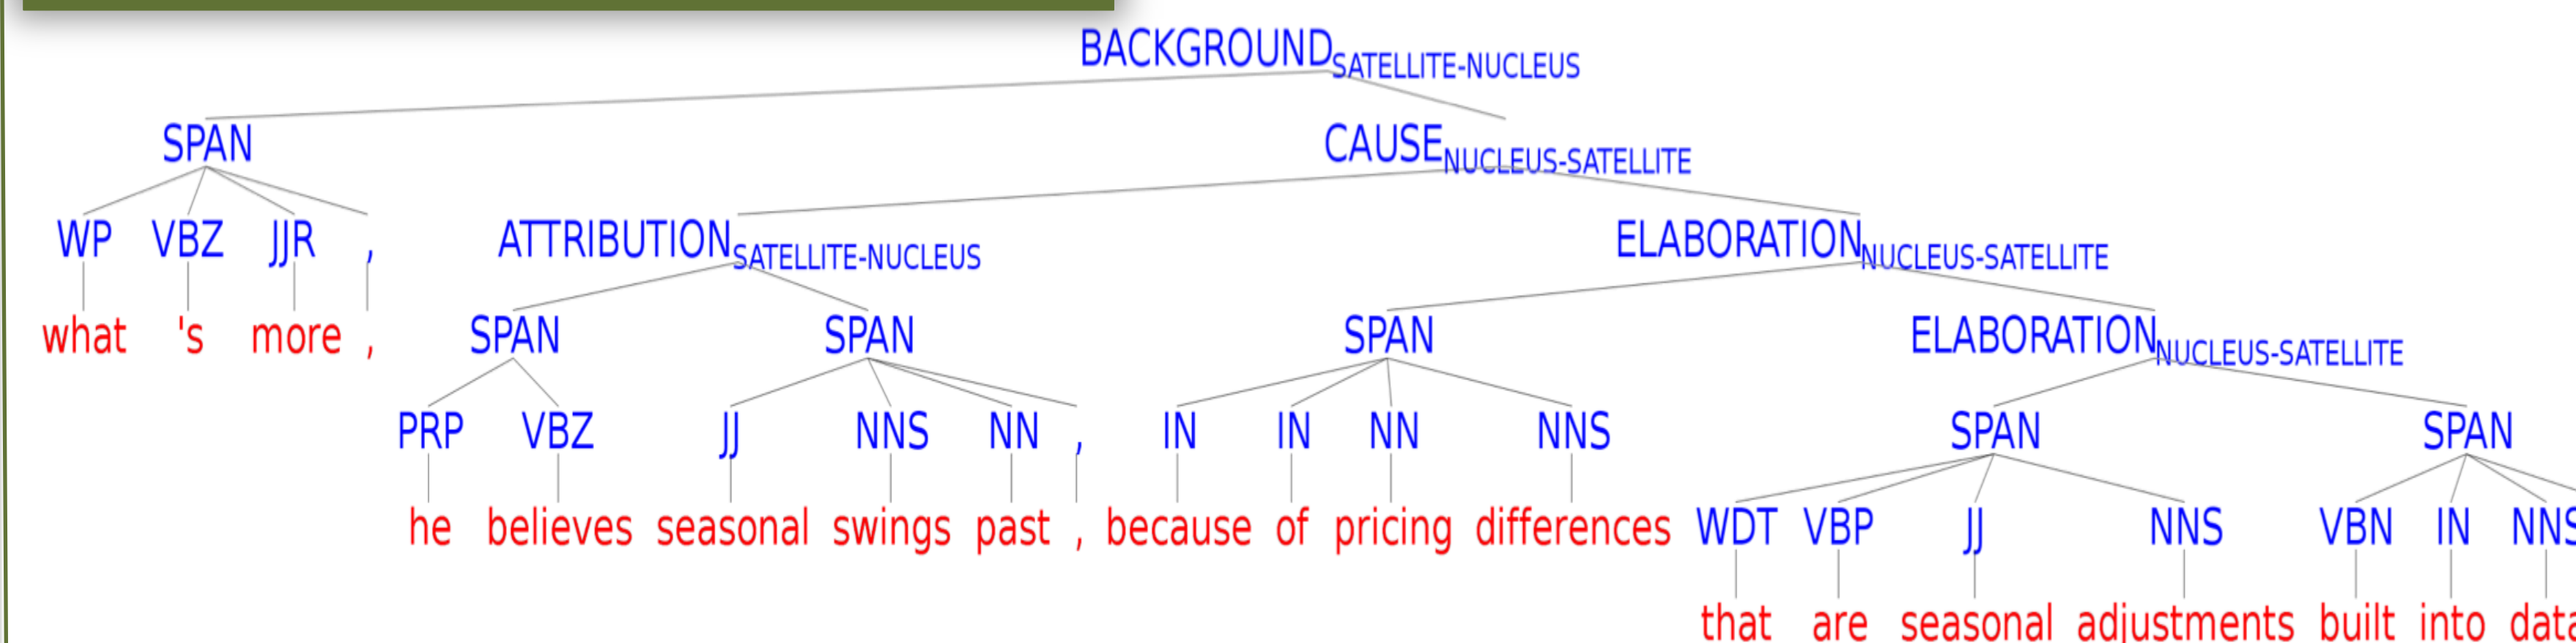 BACKGROUND SATELLITE-NUCLEUS
SPAN CAUSE NUCLEUS-SATELLITE
WP VBZ JJR , ATTRIBUTION SATELLITE-NUCLEUS ELABORATION NUCLEUS-SATELLITE
what 's more , SPAN SPAN SPAN ELABORATION NUCLEUS-SATELLITE
PRP VBZ JJ NNS NN , IN IN NN NNS SPAN SPAN
he believes seasonal swings past , because of pricing differences WDT VBP JJ NNS VBN IN NNS
that are seasonal adjustments built into data